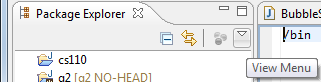 Package Explorer
BubbleS
/bin
cs110
g2 [g2 NO-HEAD]
View Menu